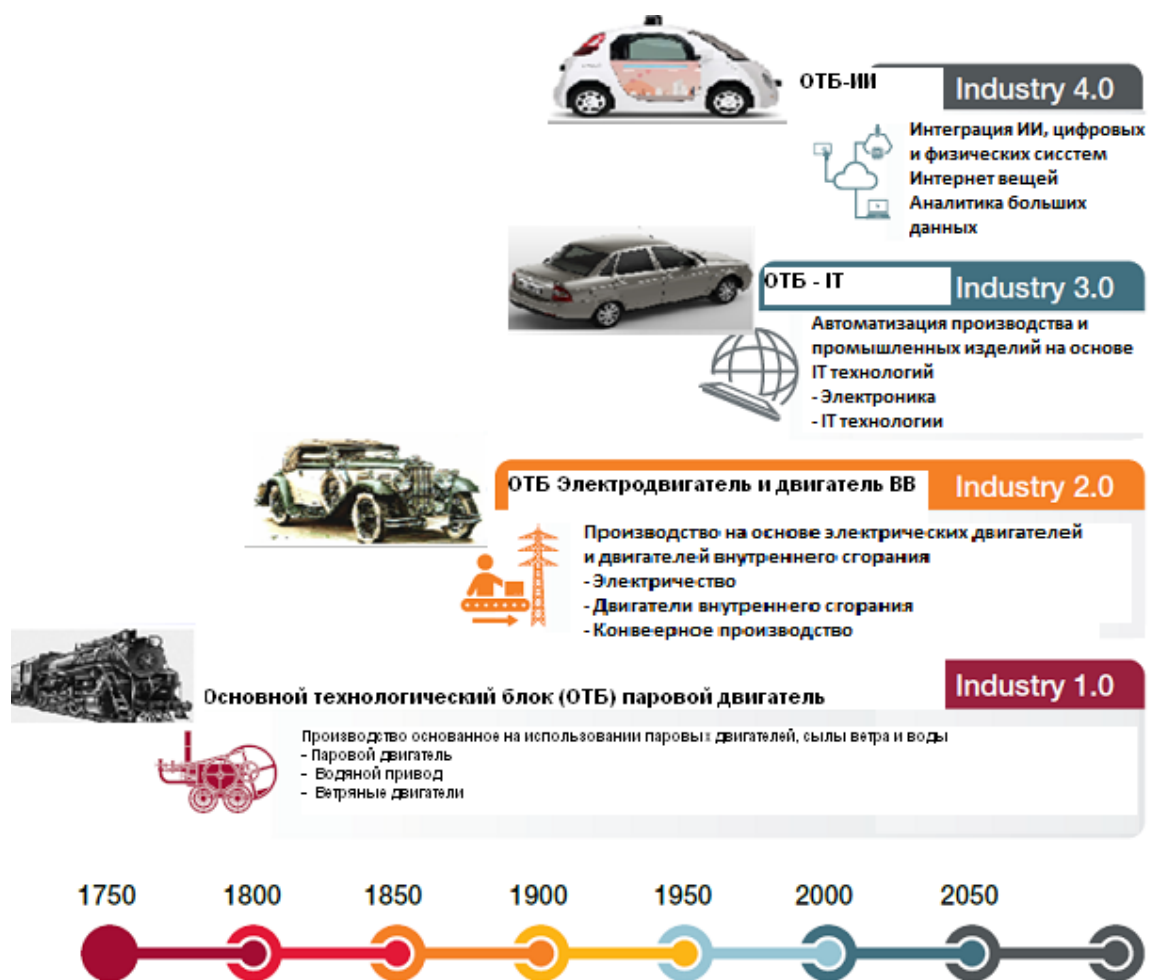 ОТБ-ИИ
Industry 4.0
Интеграция ИИ, цифровых
и физических сисстем
Интернет вещей
Аналитика больших
данных
ОТБ - IT
Industry 3.0
Автоматизация производства и
промышленных изделий на основе
IT технологий
- Электроника
- IT технологии
ОТБ Электродвигатель и двигатель ВВ
Industry 2.0
Производство на основе электрических двигателей
и двигателей внутреннего сгорания
- Электричество
- Двигатели внутреннего сгорания
- Конвеерное производство
Industry 1.0
Основной технологический блок (ОТБ) паровой двигатель
Производство основанное на использовании паровых двигателей, сылы ветра и воды
- Паровой двигатель
- Водяной привод
- Ветряные двигатели
1750 1800 1850 1900 1950 2000 2050